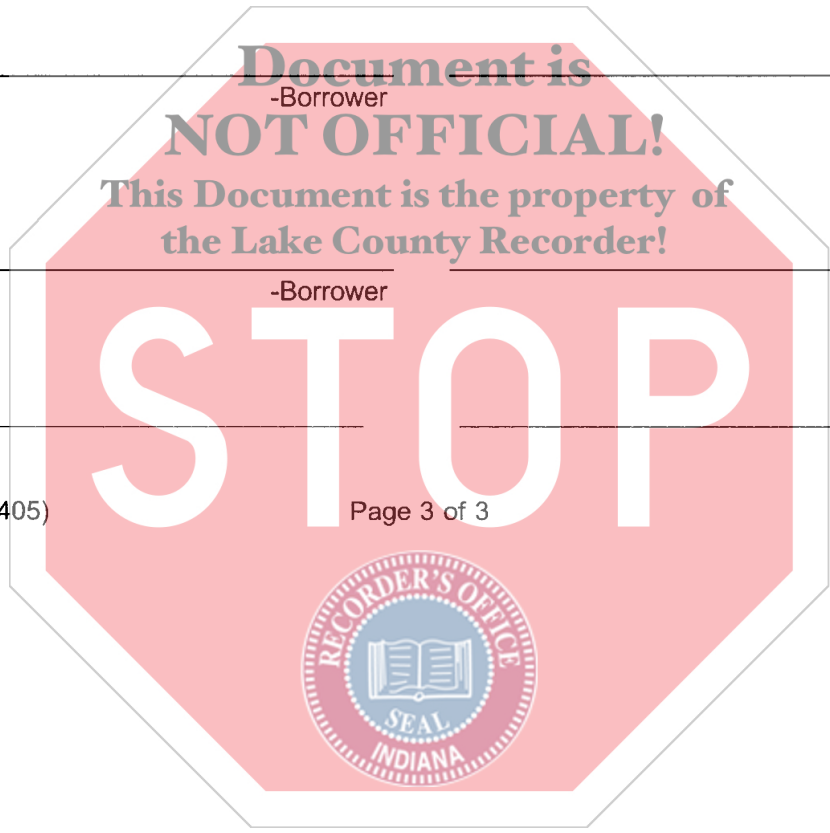 Document is
-Borrower
NOT OFFICIAL!
This Document is the property of
the Lake County Recorder!
-Borrower
STOP
405)
Page 3 of 3
RECORDER'S OFFICE
SEAL
INDIANA